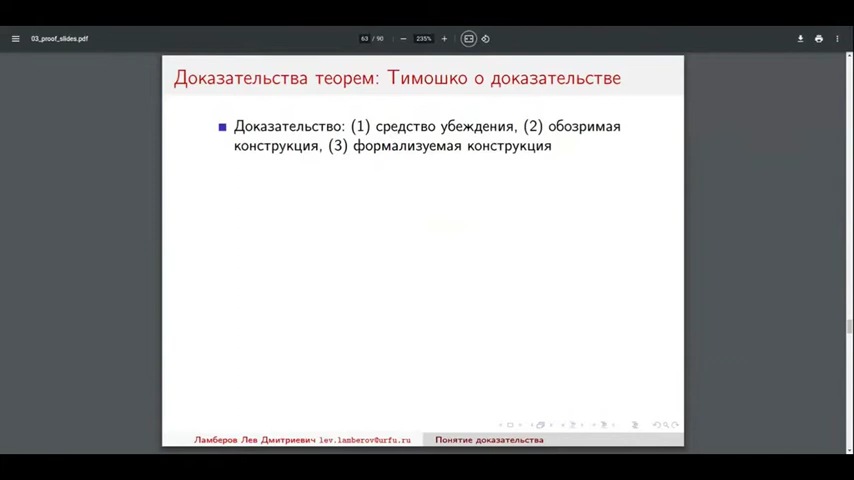 03_proof_slides.pdf
63 / 90
235%
Доказательства теорем: Тимошко о доказательстве
Доказательство: (1) средство убеждения, (2) обозримая
конструкция, (3) формализуемая конструкция
Ламберов Лев Дмитриевич lev.lamberov@urfu.ru
Понятие доказательства